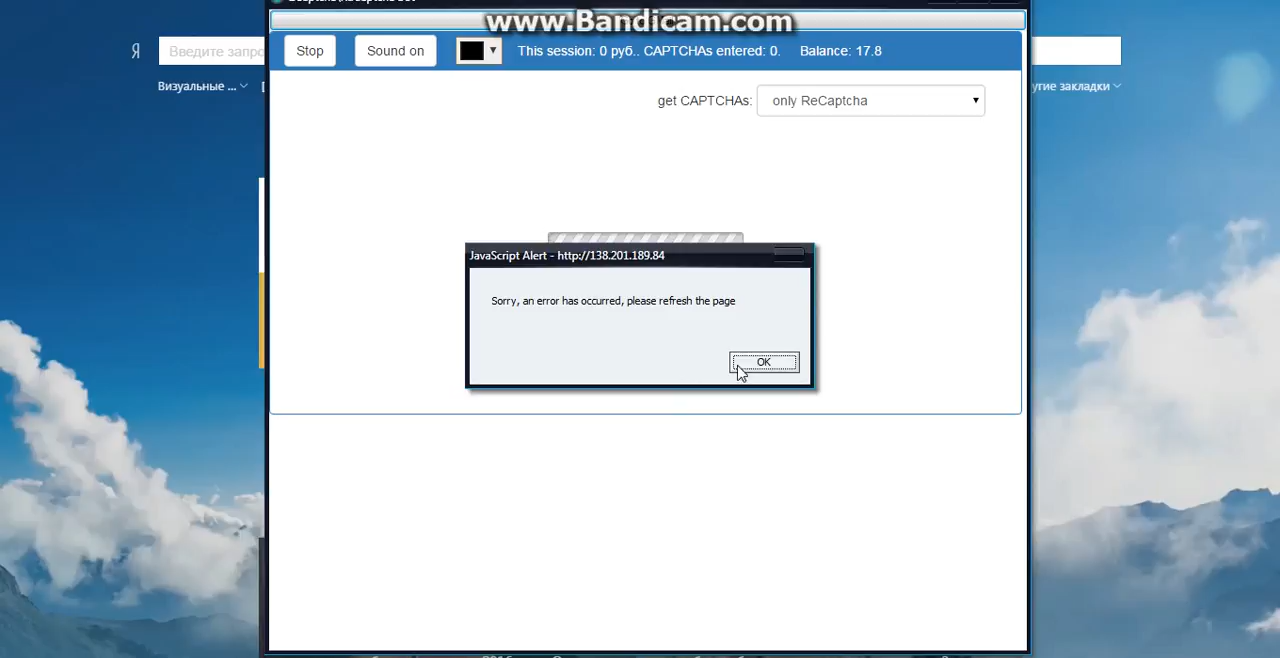 www.Bandicam.com
Я
Введите запро
Stop
Sound on
This session: 0 руб.. CAPTCHAs entered: 0.
Balance: 17.8
Визуальные ...
угие закладки
get CAPTCHAs:
only ReCaptcha
JavaScript Alert - http://138.201.189.84
Sorry, an error has occurred, please refresh the page
OK